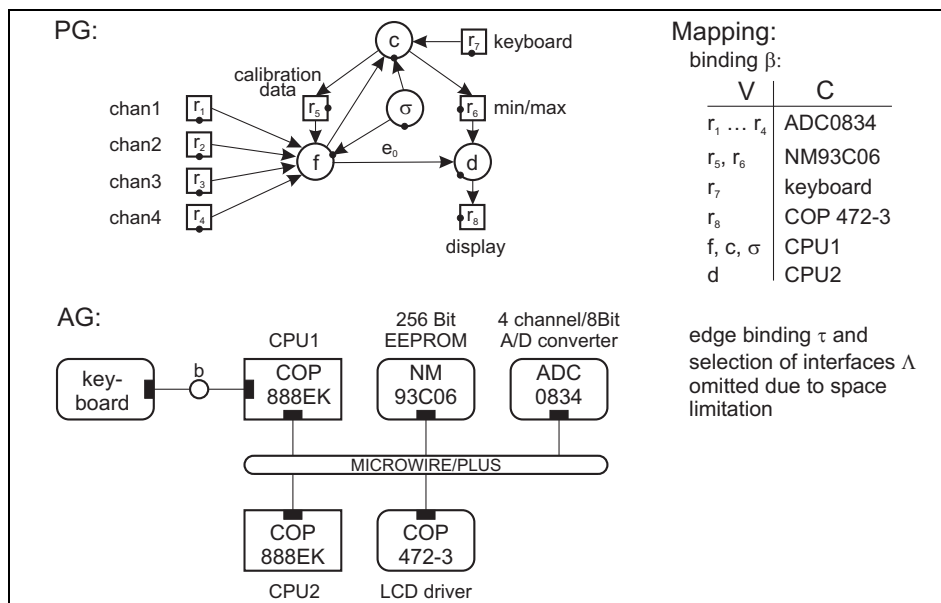 PG:
c
r7
keyboard
calibration
data
r5
σ
r6
min/max
chan1
r1
chan2
r2
chan3
r3
chan4
r4
f
e0
d
r8
display
Mapping:
binding β:
V C
r1 ... r4 ADC0834
r5, r6 NM93C06
r7 keyboard
r8 COP 472-3
f, c, σ CPU1
d CPU2
edge binding τ and
selection of interfaces Λ
omitted due to space
limitation
AG:
key-
board
b
CPU1
COP
888EK
256 Bit
EEPROM
NM
93C06
4 channel/8Bit
A/D converter
ADC
0834
MICROWIRE/PLUS
COP
888EK
CPU2
COP
472-3
LCD driver